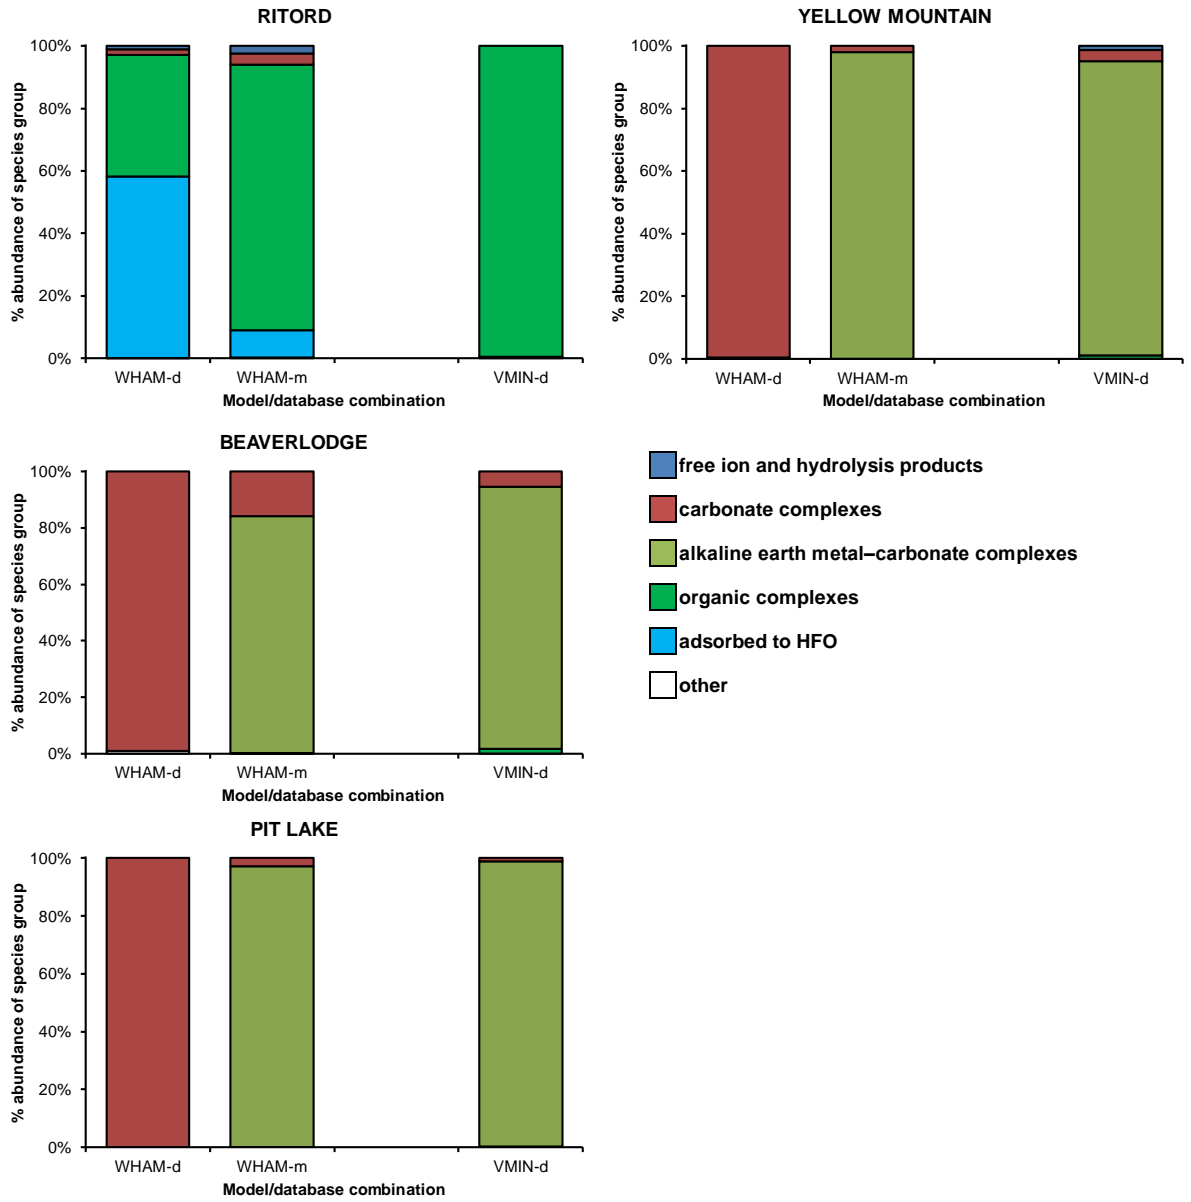 RITORD
% abundance of species group
100%
80%
60%
40%
20%
0%
WHAM-d
WHAM-m
VMIN-d
Model/database combination
YELLOW MOUNTAIN
% abundance of species group
100%
80%
60%
40%
20%
0%
WHAM-d
WHAM-m
VMIN-d
Model/database combination
BEAVERLODGE
% abundance of species group
100%
80%
60%
40%
20%
0%
WHAM-d
WHAM-m
VMIN-d
Model/database combination
free ion and hydrolysis products
carbonate complexes
alkaline earth metal–carbonate complexes
organic complexes
adsorbed to HFO
other
PIT LAKE
% abundance of species group
100%
80%
60%
40%
20%
0%
WHAM-d
WHAM-m
VMIN-d
Model/database combination